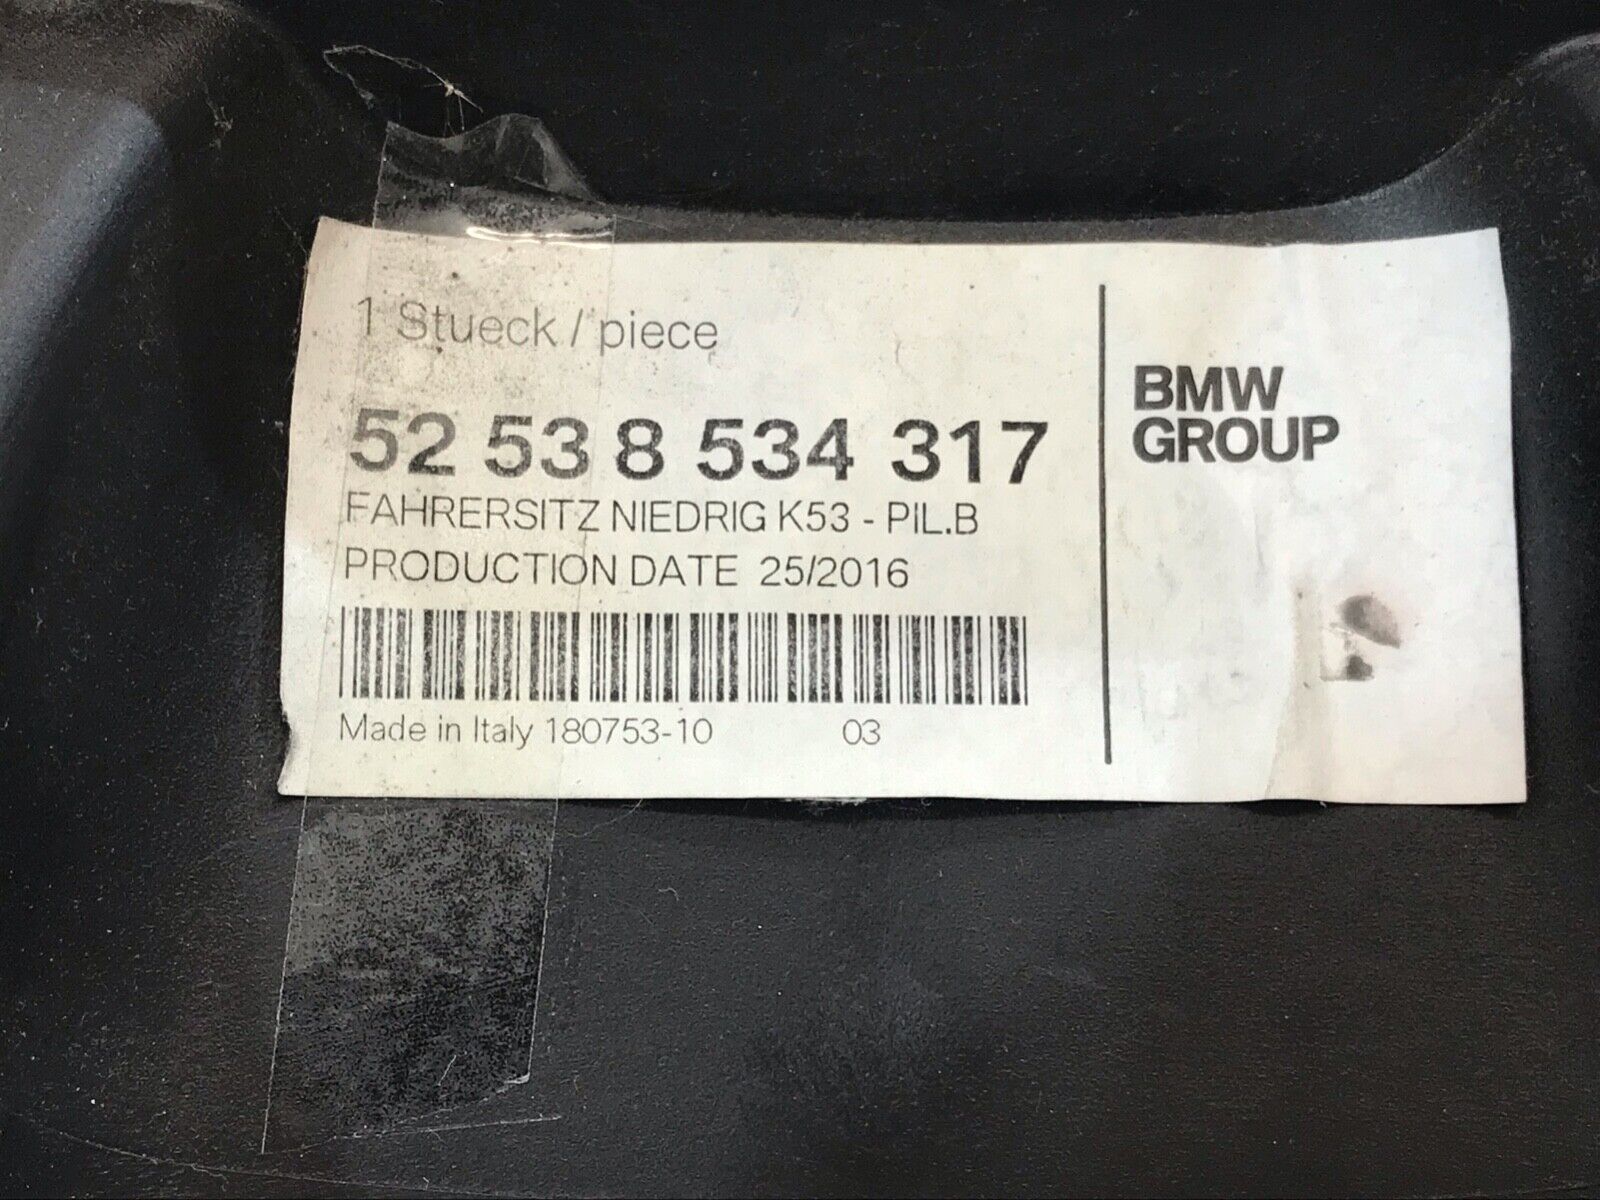 1 Stueck / piece
52 53 8 534 317
FAHRERSITZ NIEDRIG K53 - PIL.B
PRODUCTION DATE 25/2016
Made in Italy 180753-10 03
BMW
GROUP